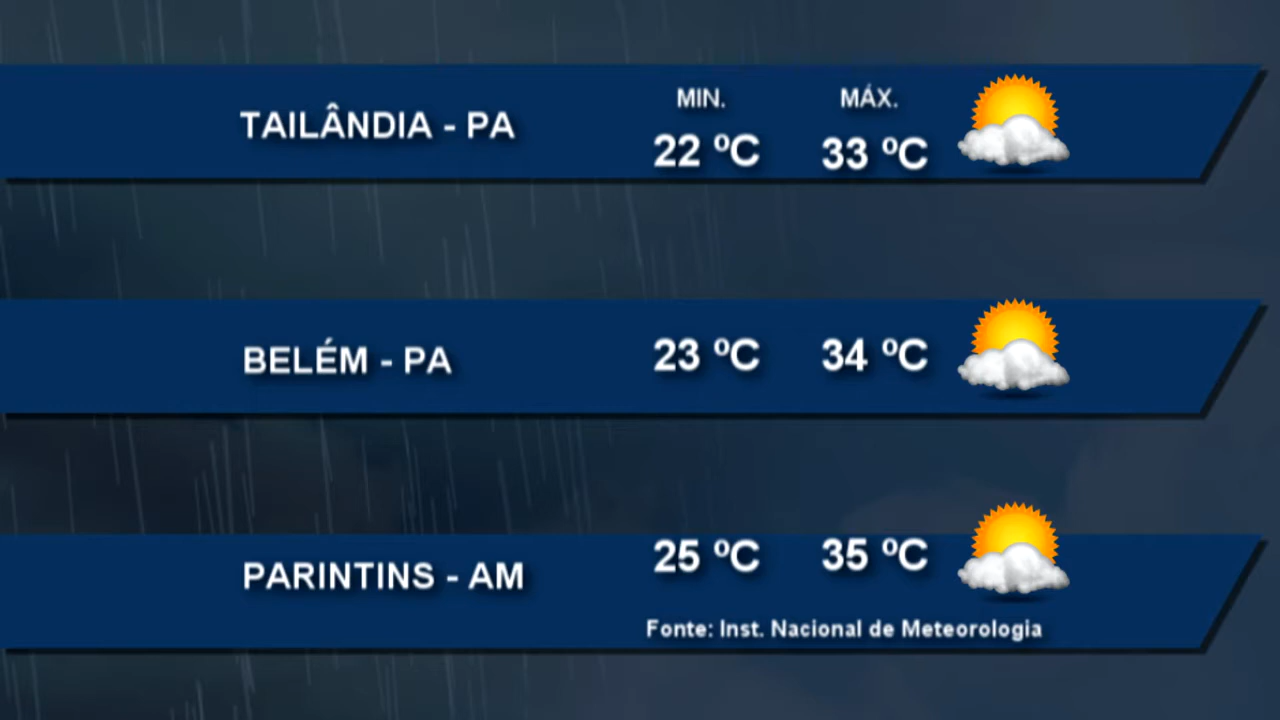 MIN. MÁX.
TAILÂNDIA - PA 22 ºC 33 ºC
BELÉM - PA 23 ºC 34 ºC
PARINTINS - AM 25 ºC 35 ºC
Fonte: Inst. Nacional de Meteorologia